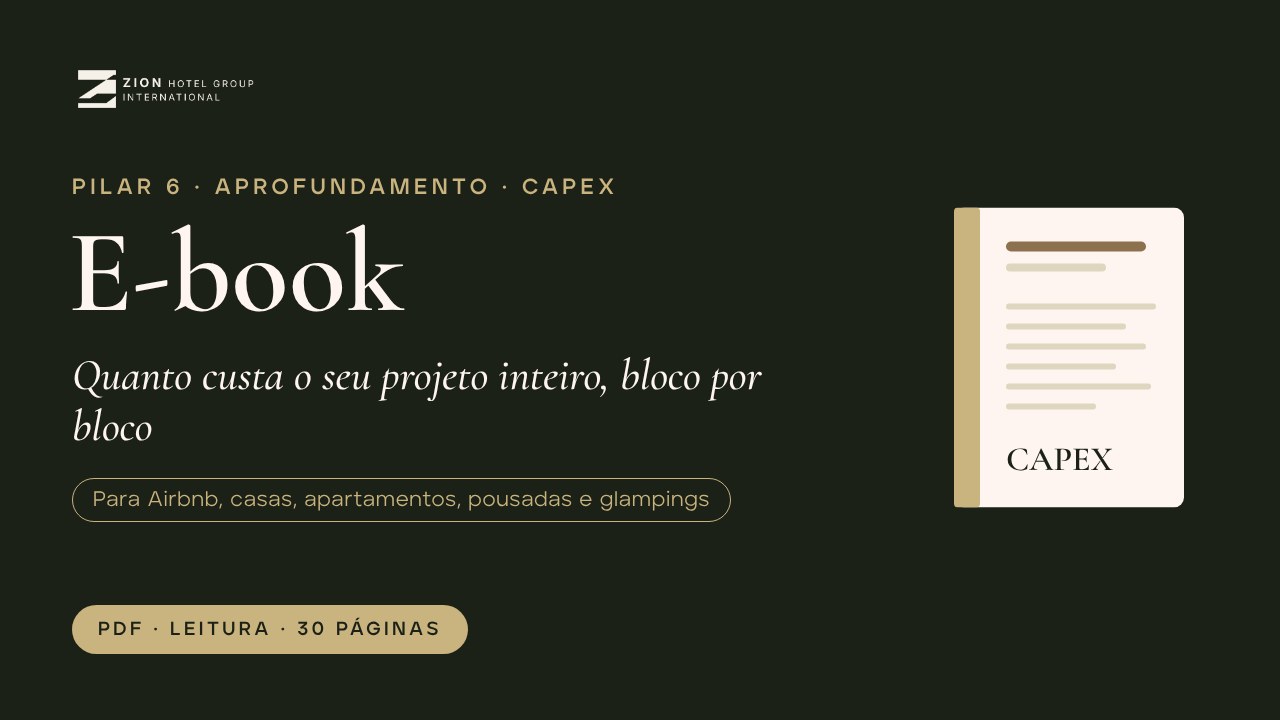 ZION HOTEL GROUP
INTERNATIONAL
PILAR 6 · APROFUNDAMENTO · CAPEX
E-book
Quanto custa o seu projeto inteiro, bloco por
bloco
Para Airbnb, casas, apartamentos, pousadas e glampings
PDF · LEITURA · 30 PÁGINAS
CAPEX